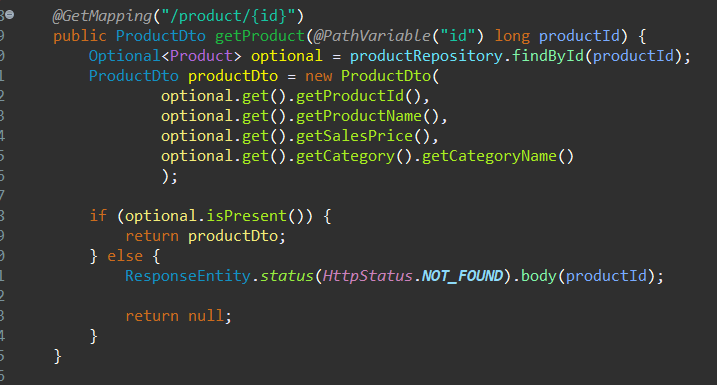 @GetMapping("/product/{id}")
public ProductDto getProduct(@PathVariable("id") long productId) {
Optional<Product> optional = productRepository.findById(productId);
ProductDto productDto = new ProductDto(
optional.get().getProductId(),
optional.get().getProductName(),
optional.get().getSalesPrice(),
optional.get().getCategory().getCategoryName()
);
if (optional.isPresent()) {
return productDto;
} else {
ResponseEntity.status(HttpStatus.NOT_FOUND).body(productId);
return null;
}
}